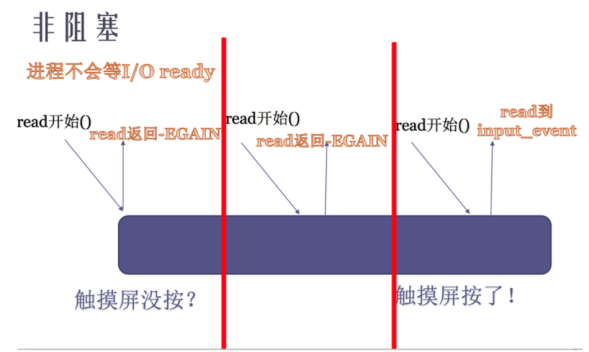 非阻塞
进程不会等I/O ready
read开始()
read返回-EGAIN
read开始()
read返回-EGAIN
read开始()
read到
input_event
触摸屏没按?
触摸屏按了!